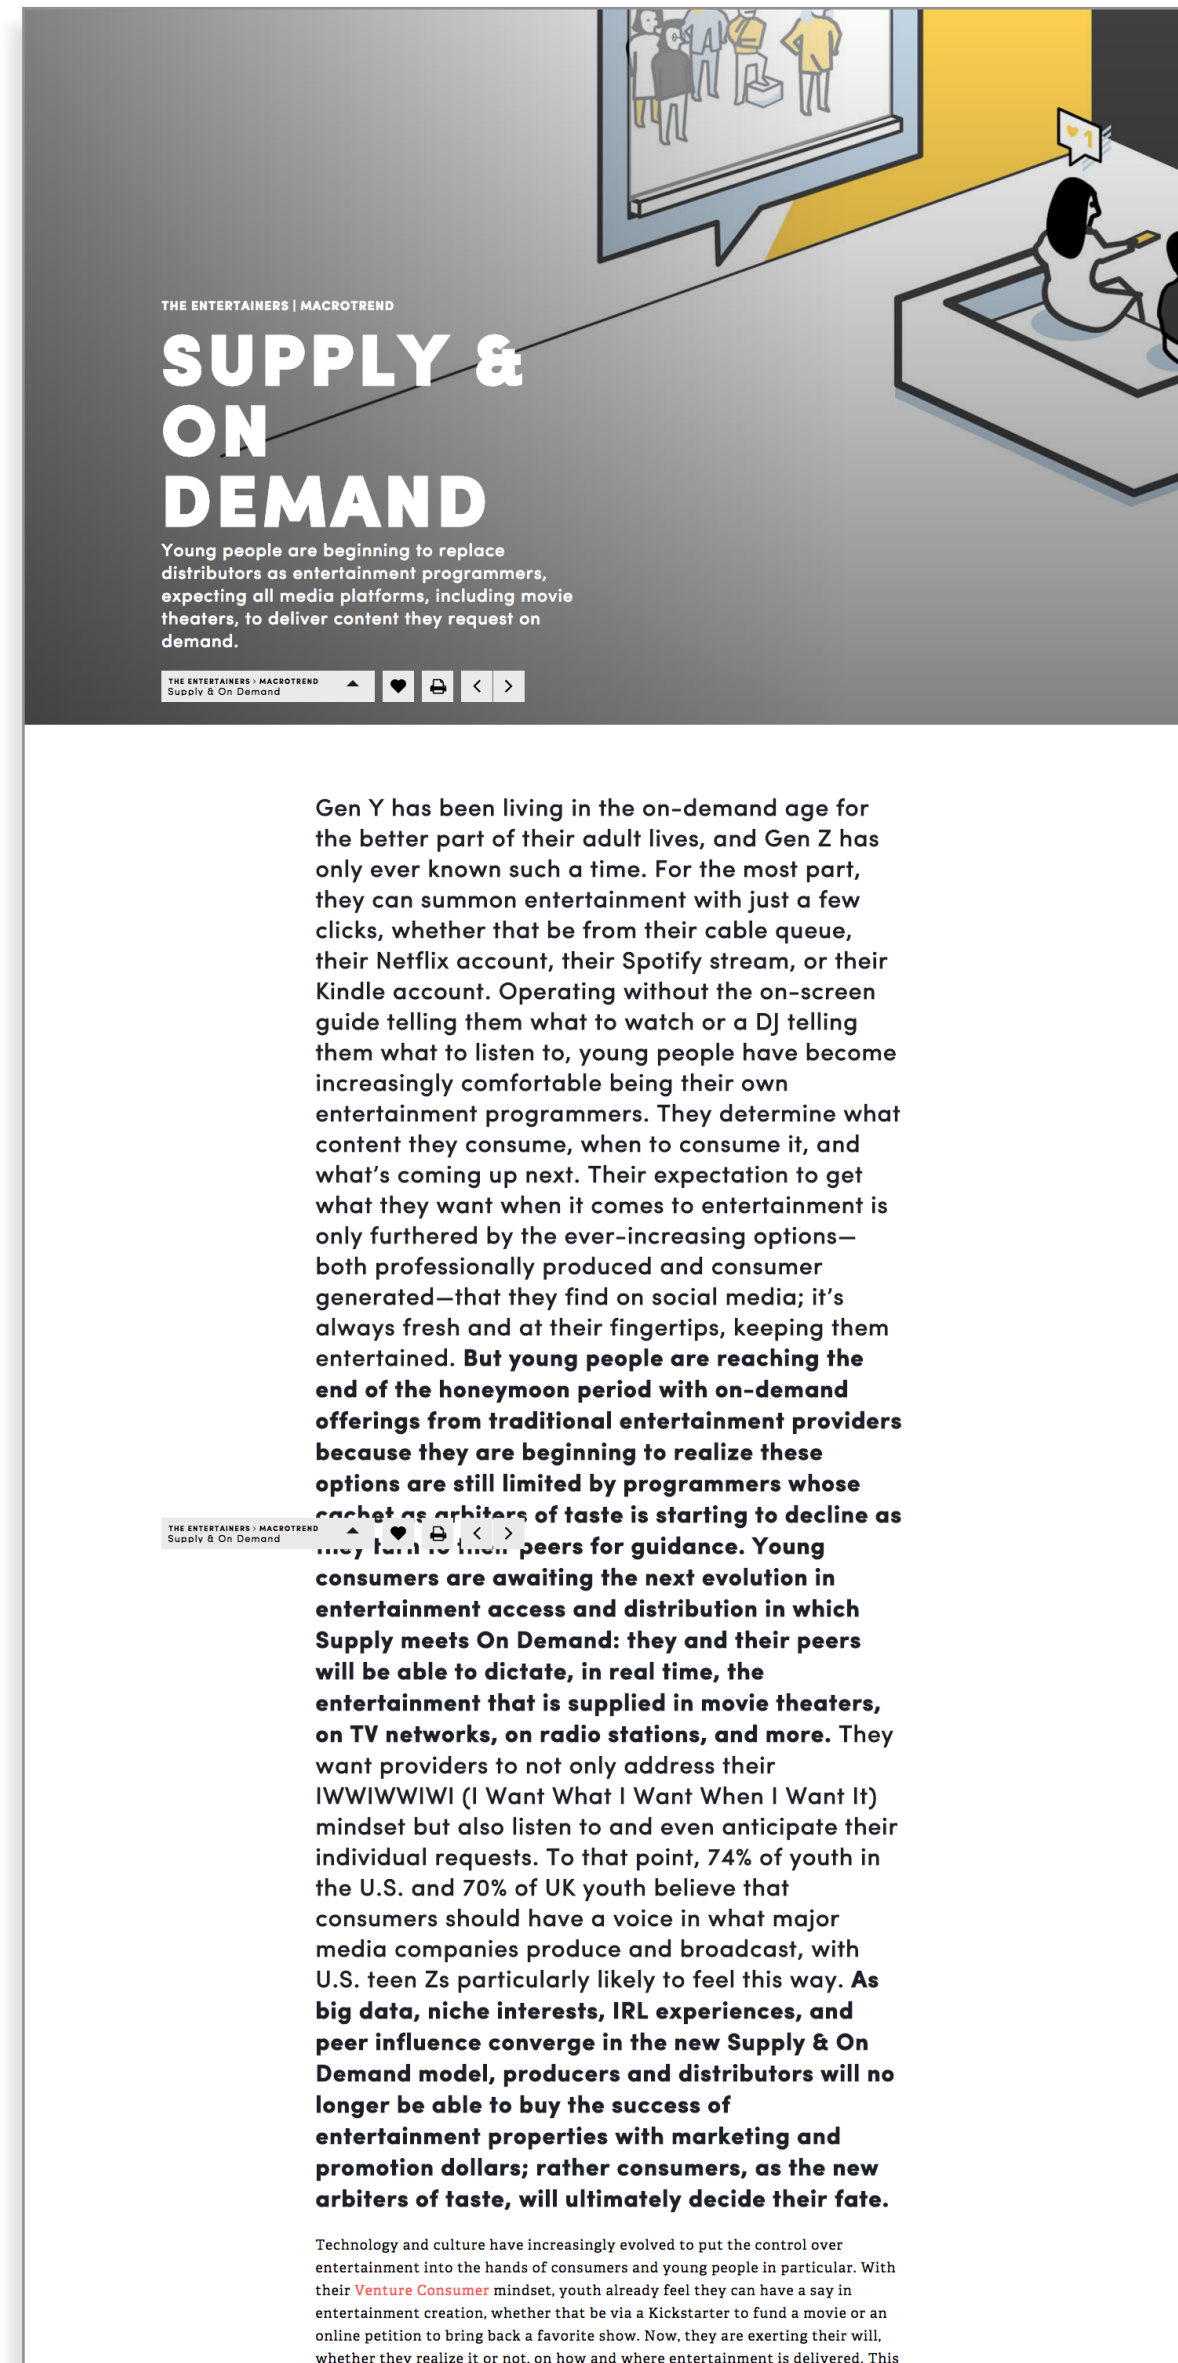 1
THE ENTERTAINERS | MACROTREND
SUPPLY &
ON
DEMAND
Young people are beginning to replace
distributors as entertainment programmers,
expecting all media platforms, including movie
theaters, to deliver content they request on
demand.
THE ENTERTAINERS > MACROTREND
Supply & On Demand
Gen Y has been living in the on-demand age for
the better part of their adult lives, and Gen Z has
only ever known such a time. For the most part,
they can summon entertainment with just a few
clicks, whether that be from their cable queue,
their Netflix account, their Spotify stream, or their
Kindle account. Operating without the on-screen
guide telling them what to watch or a DJ telling
them what to listen to, young people have become
increasingly comfortable being their own
entertainment programmers. They determine what
content they consume, when to consume it, and
what's coming up next. Their expectation to get
what they want when it comes to entertainment is
only furthered by the ever-increasing options—
both professionally produced and consumer
generated—that they find on social media; it's
always fresh and at their fingertips, keeping them
entertained. But young people are reaching the
end of the honeymoon period with on-demand
offerings from traditional entertainment providers
because they are beginning to realize these
options are still limited by programmers whose
cachet as arbiters of taste is starting to decline as
THE ENTERTAINERS > MACROTREND
Supply & On Demand
they turn to their peers for guidance. Young
consumers are awaiting the next evolution in
entertainment access and distribution in which
Supply meets On Demand: they and their peers
will be able to dictate, in real time, the
entertainment that is supplied in movie theaters,
on TV networks, on radio stations, and more. They
want providers to not only address their
IWWIWWIWI (I Want What I Want When I Want It)
mindset but also listen to and even anticipate their
individual requests. To that point, 74% of youth in
the U.S. and 70% of UK youth believe that
consumers should have a voice in what major
media companies produce and broadcast, with
U.S. teen Zs particularly likely to feel this way. As
big data, niche interests, IRL experiences, and
peer influence converge in the new Supply & On
Demand model, producers and distributors will no
longer be able to buy the success of
entertainment properties with marketing and
promotion dollars; rather consumers, as the new
arbiters of taste, will ultimately decide their fate.
Technology and culture have increasingly evolved to put the control over
entertainment into the hands of consumers and young people in particular. With
their Venture Consumer mindset, youth already feel they can have a say in
entertainment creation, whether that be via a Kickstarter to fund a movie or an
online petition to bring back a favorite show. Now, they are exerting their will,
whether they realize it or not, on how and where entertainment is delivered. This